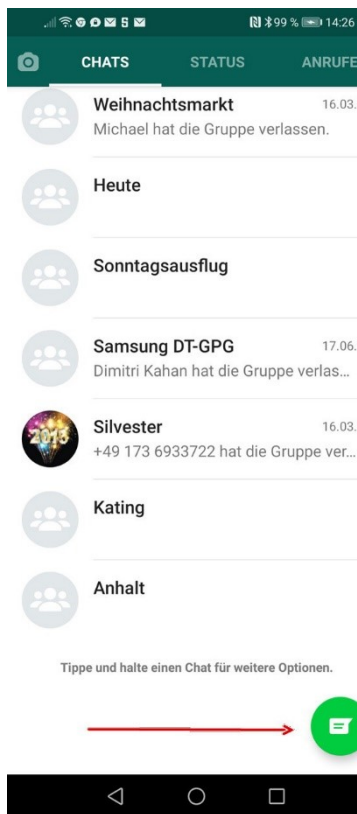 99 % 14:26
CHATS STATUS ANRUFE
Weihnachtsmarkt 16.03.
Michael hat die Gruppe verlassen.
Heute
Sonntagsausflug
Samsung DT-GPG 17.06.
Dimitri Kahan hat die Gruppe verlas...
2015
Silvester 16.03.
+49 173 6933722 hat die Gruppe ver...
Kating
Anhalt
Tippe und halte einen Chat für weitere Optionen.